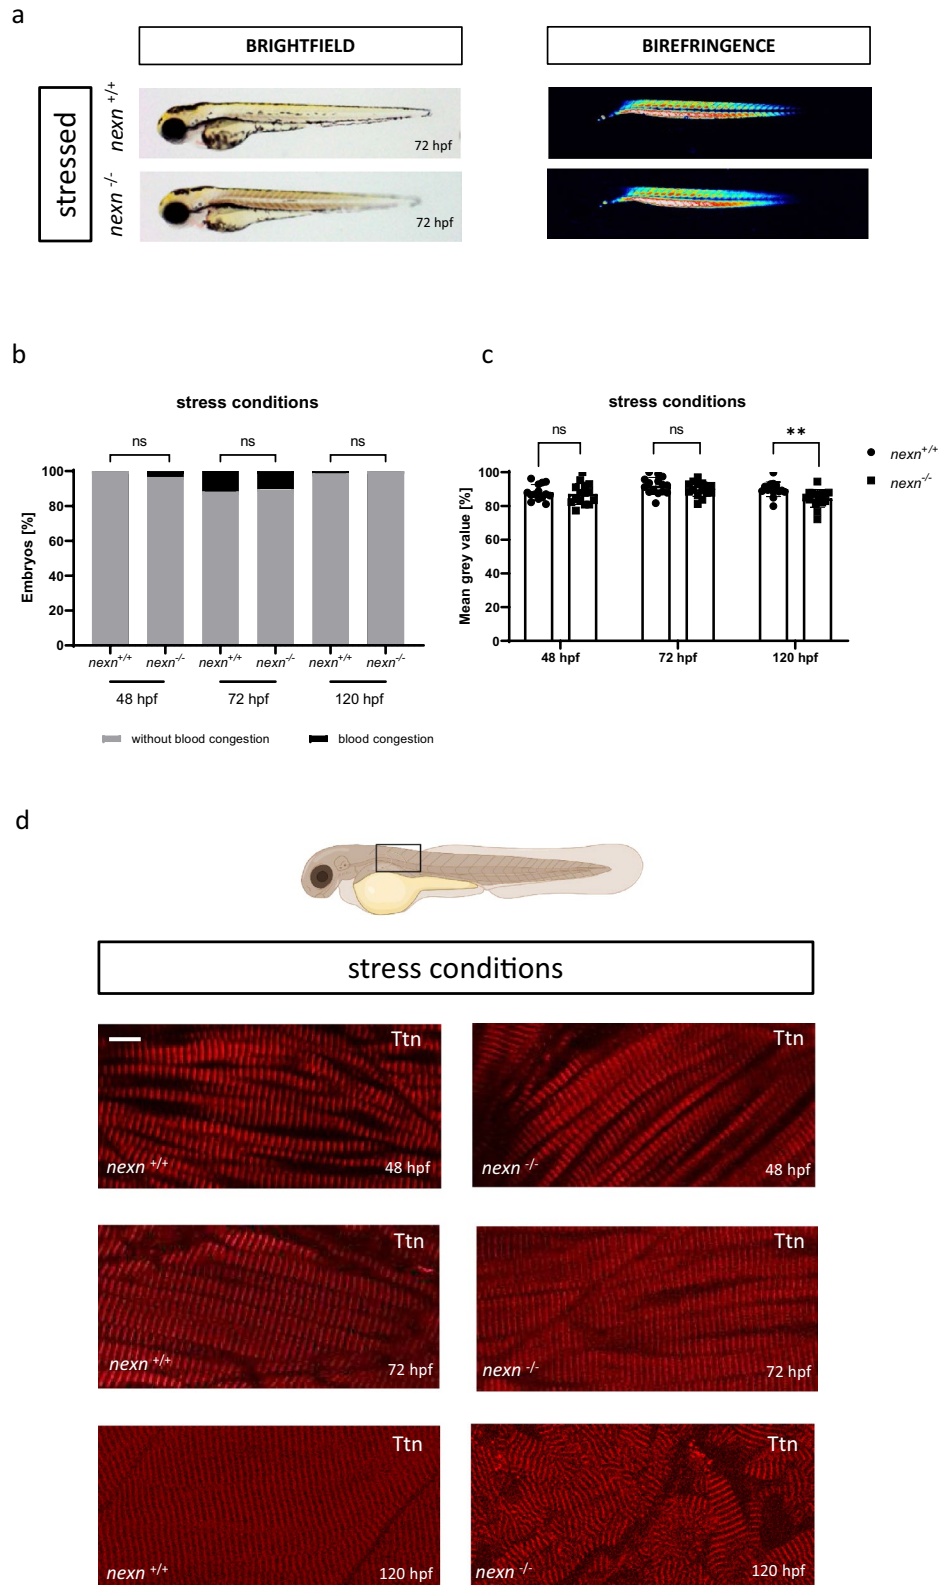 a
BRIGHTFIELD
BIREFRINGENCE
stressed
nexn +/+
72 hpf
nexn -/-
72 hpf
b
stress conditions
ns
ns
ns
Embryos [%]
100
80
60
40
20
0
nexn+/+ nexn-/- nexn+/+ nexn-/- nexn+/+ nexn-/-
48 hpf 72 hpf 120 hpf
without blood congestion blood congestion
c
stress conditions
ns
ns
**
nexn+/+
nexn-/-
Mean grey value [%]
100
80
60
40
20
0
48 hpf 72 hpf 120 hpf
d
stress conditions
Ttn
nexn +/+
48 hpf
Ttn
nexn -/-
48 hpf
Ttn
nexn +/+
72 hpf
Ttn
nexn -/-
72 hpf
Ttn
nexn +/+
120 hpf
Ttn
nexn -/-
120 hpf